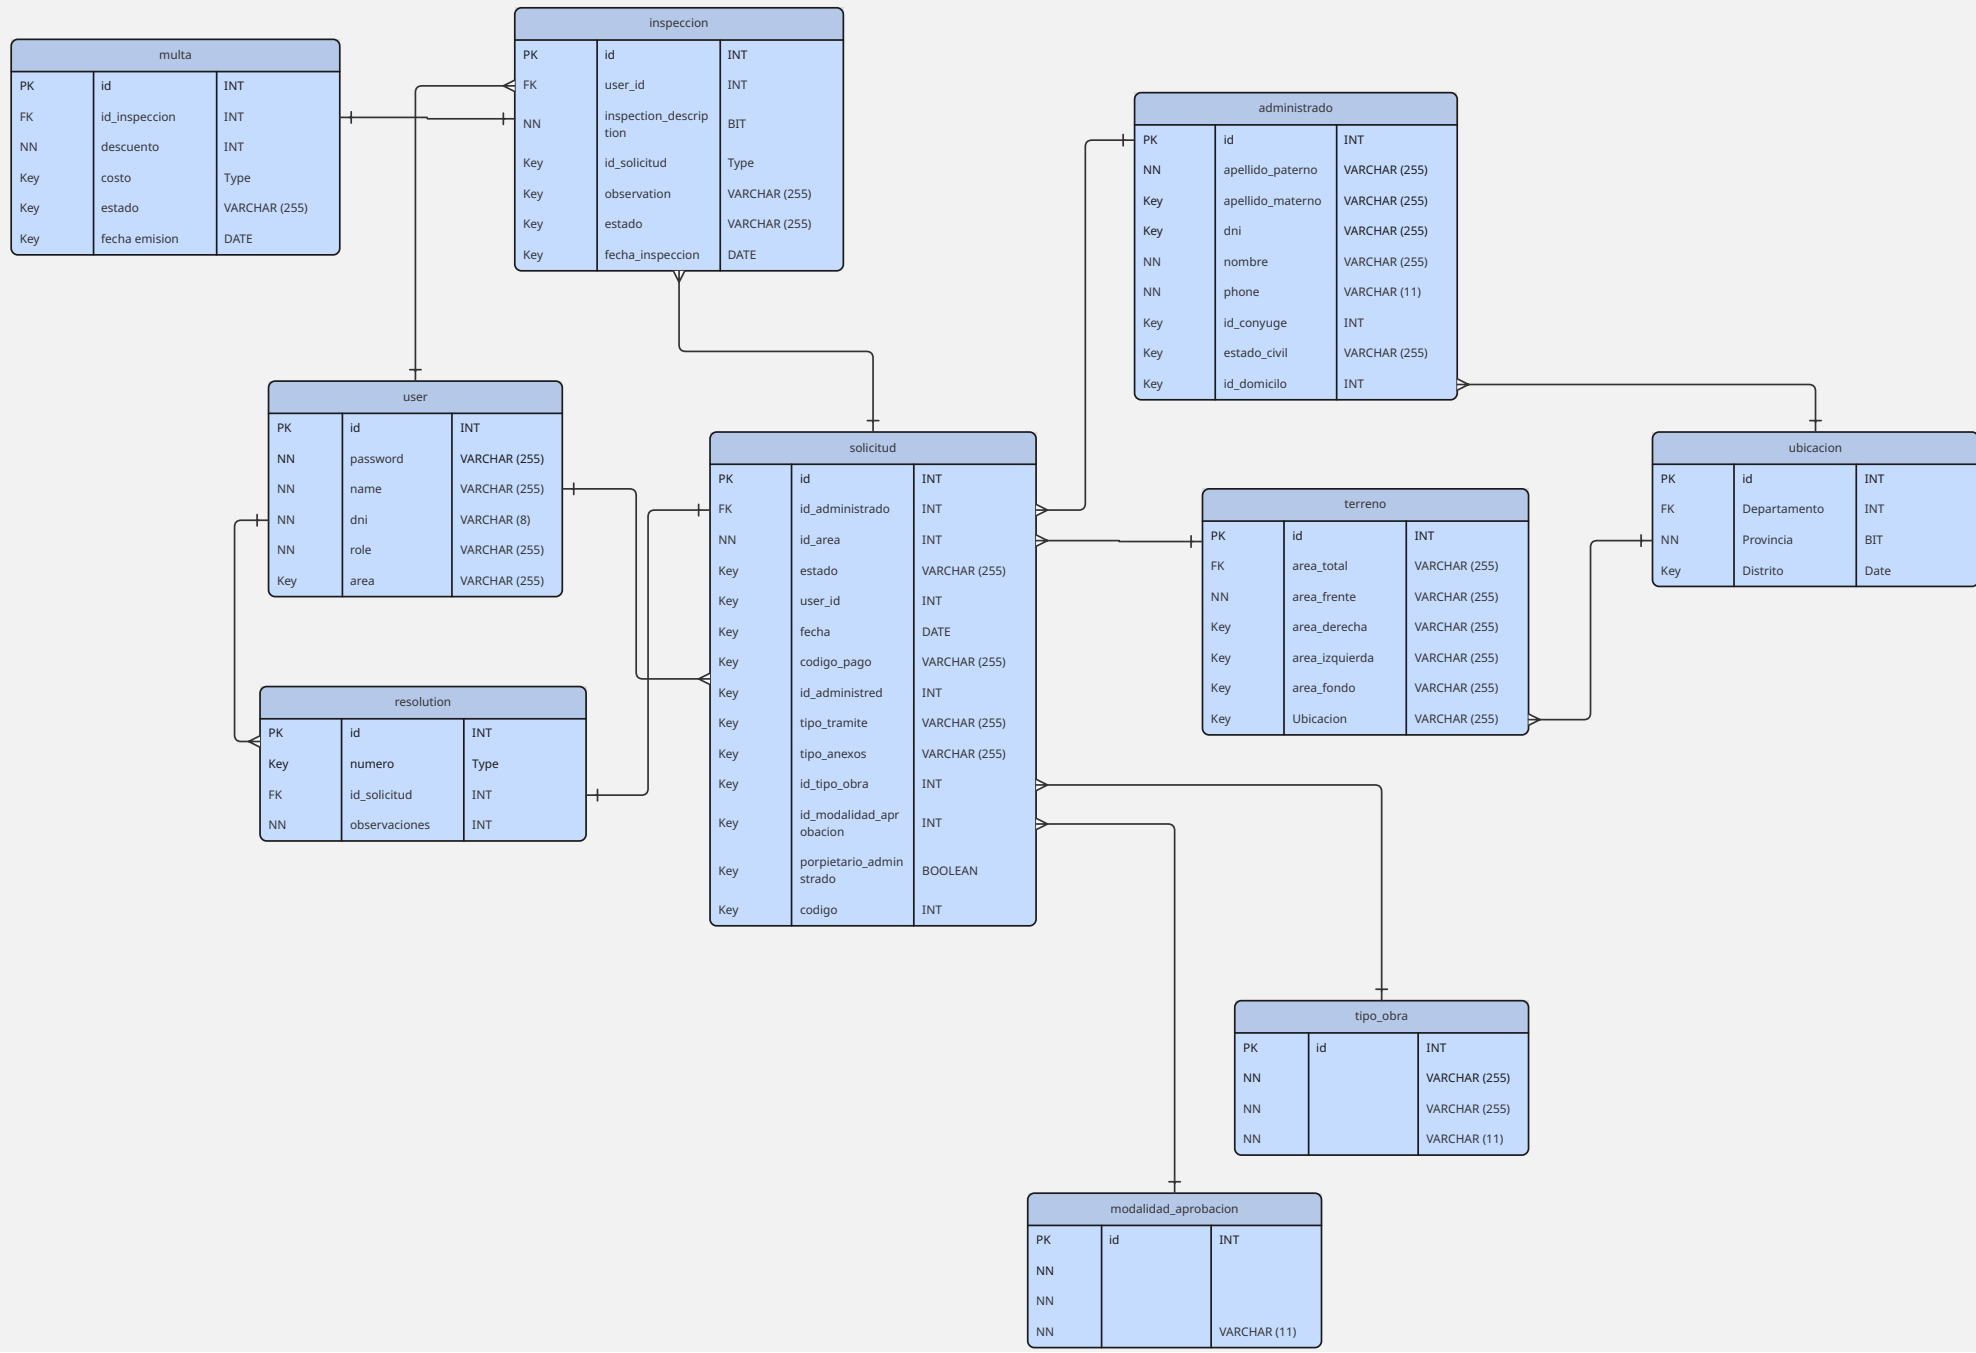 multa
PK id INT
FK id_inspeccion INT
NN descuento INT
Key costo Type
Key estado VARCHAR (255)
Key fecha emision DATE
inspeccion
PK id INT
FK user_id INT
NN inspection_descrip
tion BIT
Key id_solicitud Type
Key observation VARCHAR (255)
Key estado VARCHAR (255)
Key fecha_inspeccion DATE
administrado
PK id INT
NN apellido_paterno VARCHAR (255)
Key apellido_materno VARCHAR (255)
Key dni VARCHAR (255)
NN nombre VARCHAR (255)
NN phone VARCHAR (11)
Key id_conyuge INT
Key estado_civil VARCHAR (255)
Key id_domicilo INT
user
PK id INT
NN password VARCHAR (255)
NN name VARCHAR (255)
NN dni VARCHAR (8)
NN role VARCHAR (255)
Key area VARCHAR (255)
solicitud
PK id INT
FK id_administrado INT
NN id_area INT
Key estado VARCHAR (255)
Key user_id INT
Key fecha DATE
Key codigo_pago VARCHAR (255)
Key id_administred INT
Key tipo_tramite VARCHAR (255)
Key tipo_anexos VARCHAR (255)
Key id_tipo_obra INT
Key id_modalidad_apr
obacion INT
Key porpietario_admin
strado BOOLEAN
Key codigo INT
ubicacion
PK id INT
FK Departamento INT
NN Provincia BIT
Key Distrito Date
terreno
PK id INT
FK area_total VARCHAR (255)
NN area_frente VARCHAR (255)
Key area_derecha VARCHAR (255)
Key area_izquierda VARCHAR (255)
Key area_fondo VARCHAR (255)
Key Ubicacion VARCHAR (255)
resolution
PK id INT
Key numero Type
FK id_solicitud INT
NN observaciones INT
tipo_obra
PK id INT
NN VARCHAR (255)
NN VARCHAR (255)
NN VARCHAR (11)
modalidad_aprobacion
PK id INT
NN
NN
NN VARCHAR (11)